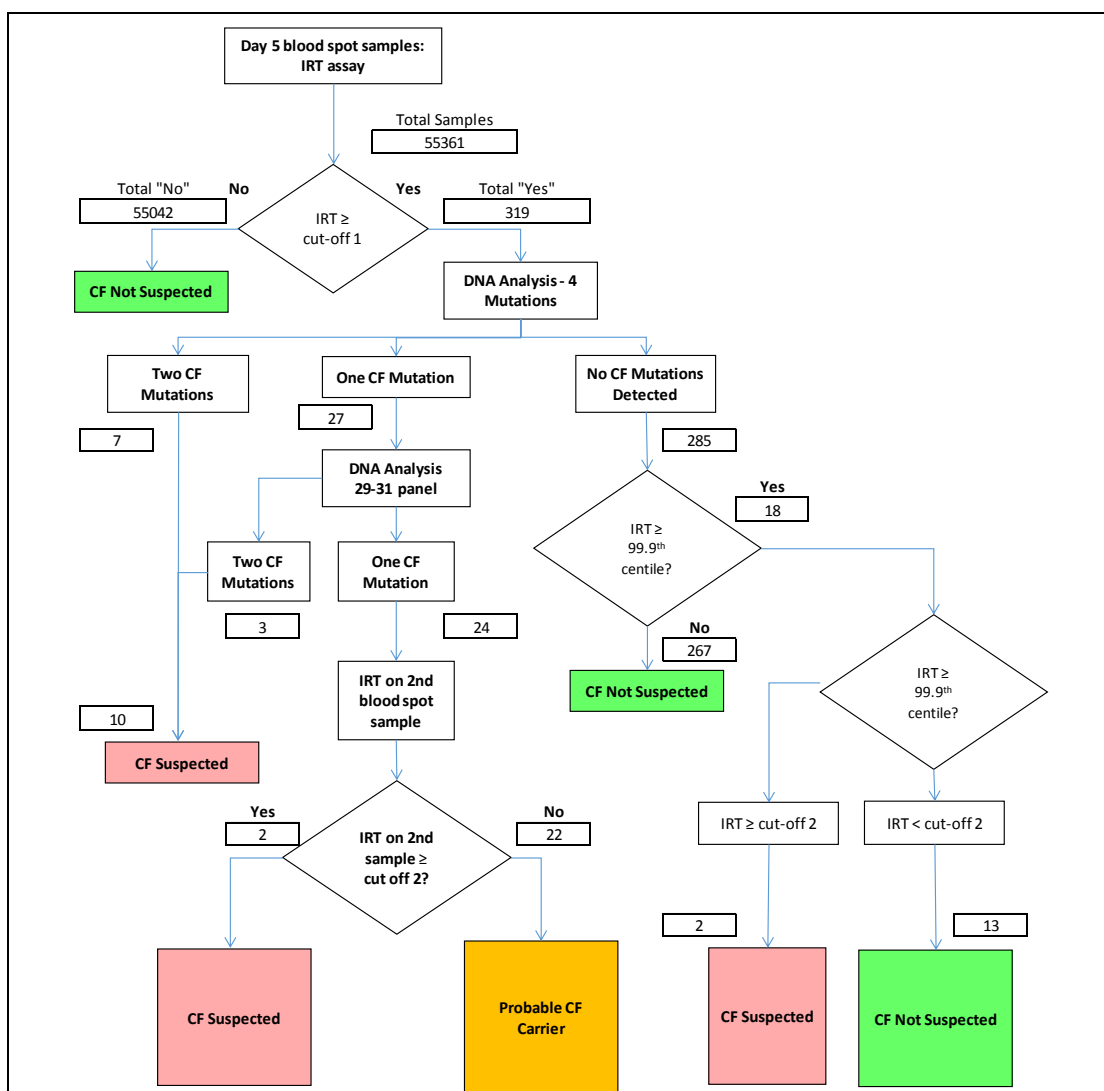 Day 5 blood spot samples:
IRT assay
Total Samples
55361
Total "No"
No
Yes
Total "Yes"
55042
319
IRT ≥
cut-off 1
CF Not Suspected
DNA Analysis - 4
Mutations
Two CF
Mutations
One CF Mutation
No CF Mutations
Detected
7
27
285
DNA Analysis
29-31 panel
Yes
18
IRT ≥
99.9th
centile?
Two CF
Mutations
One CF
Mutation
3
24
No
267
CF Not Suspected
IRT ≥
99.9th
centile?
IRT on 2nd
blood spot
sample
10
CF Suspected
Yes
2
No
22
IRT on 2nd
sample ≥
cut off 2?
IRT ≥ cut-off 2
IRT < cut-off 2
2
13
CF Suspected
Probable CF
Carrier
CF Suspected
CF Not Suspected